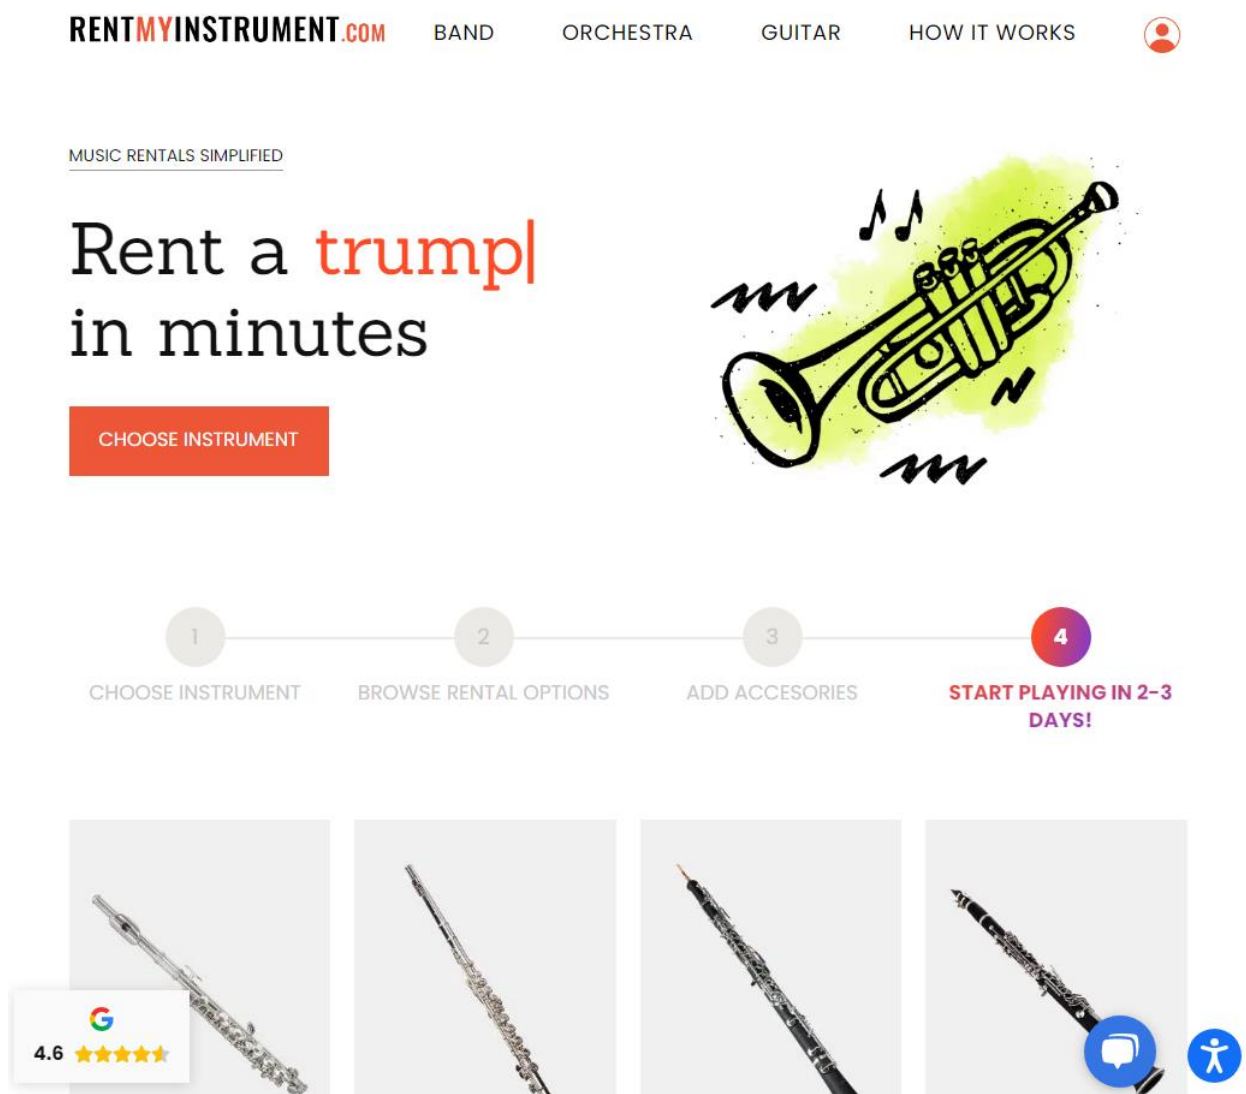 RENTMYINSTRUMENT.COM BAND ORCHESTRA GUITAR HOW IT WORKS
MUSIC RENTALS SIMPLIFIED
Rent a trump
in minutes
CHOOSE INSTRUMENT
1 2 3 4
CHOOSE INSTRUMENT BROWSE RENTAL OPTIONS ADD ACCESORIES START PLAYING IN 2-3
DAYS!
G
4.6